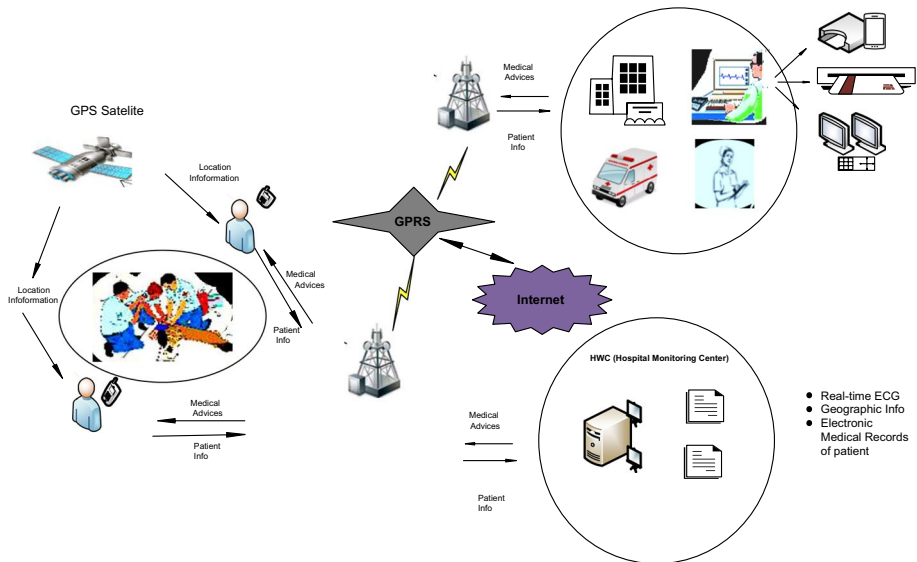 GPS Satelite
Location
Infoformation
Location
Infoformation
Medical
Advices
Patient
Info
Medical
Advices
Patient
Info
GPRS
Internet
Medical
Advices
Patient
Info
HWC (Hospital Monitoring Center)
Medical
Advices
Patient
Info
● Real-time ECG
● Geographic Info
● Electronic
Medical Records
of patient